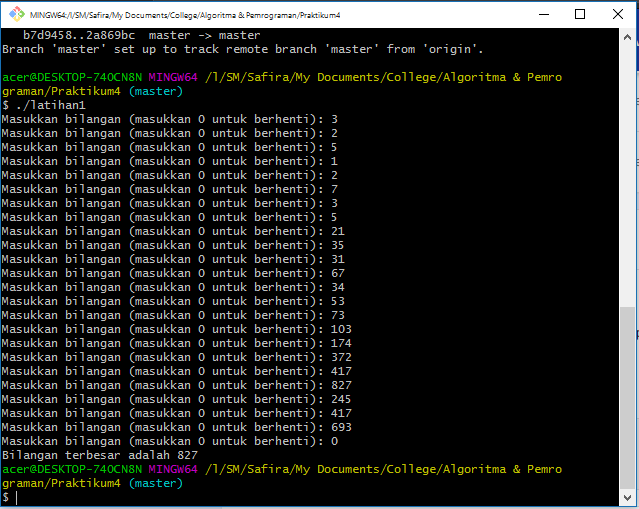 MINGW64:/l/SM/Safira/My Documents/College/Algoritma & Pemrograman/Praktikum4
b7d9458..2a869bc  master -> master
Branch 'master' set up to track remote branch 'master' from 'origin'.
acer@DESKTOP-74OCN8N MINGW64 /l/SM/Safira/My Documents/College/Algoritma & Pemro
graman/Praktikum4 (master)
$ ./latihan1
Masukkan bilangan (masukkan 0 untuk berhenti): 3
Masukkan bilangan (masukkan 0 untuk berhenti): 2
Masukkan bilangan (masukkan 0 untuk berhenti): 5
Masukkan bilangan (masukkan 0 untuk berhenti): 1
Masukkan bilangan (masukkan 0 untuk berhenti): 2
Masukkan bilangan (masukkan 0 untuk berhenti): 7
Masukkan bilangan (masukkan 0 untuk berhenti): 3
Masukkan bilangan (masukkan 0 untuk berhenti): 5
Masukkan bilangan (masukkan 0 untuk berhenti): 21
Masukkan bilangan (masukkan 0 untuk berhenti): 35
Masukkan bilangan (masukkan 0 untuk berhenti): 31
Masukkan bilangan (masukkan 0 untuk berhenti): 67
Masukkan bilangan (masukkan 0 untuk berhenti): 34
Masukkan bilangan (masukkan 0 untuk berhenti): 53
Masukkan bilangan (masukkan 0 untuk berhenti): 73
Masukkan bilangan (masukkan 0 untuk berhenti): 103
Masukkan bilangan (masukkan 0 untuk berhenti): 174
Masukkan bilangan (masukkan 0 untuk berhenti): 372
Masukkan bilangan (masukkan 0 untuk berhenti): 417
Masukkan bilangan (masukkan 0 untuk berhenti): 827
Masukkan bilangan (masukkan 0 untuk berhenti): 245
Masukkan bilangan (masukkan 0 untuk berhenti): 417
Masukkan bilangan (masukkan 0 untuk berhenti): 693
Masukkan bilangan (masukkan 0 untuk berhenti): 0
Bilangan terbesar adalah 827
acer@DESKTOP-74OCN8N MINGW64 /l/SM/Safira/My Documents/College/Algoritma & Pemro
graman/Praktikum4 (master)
$